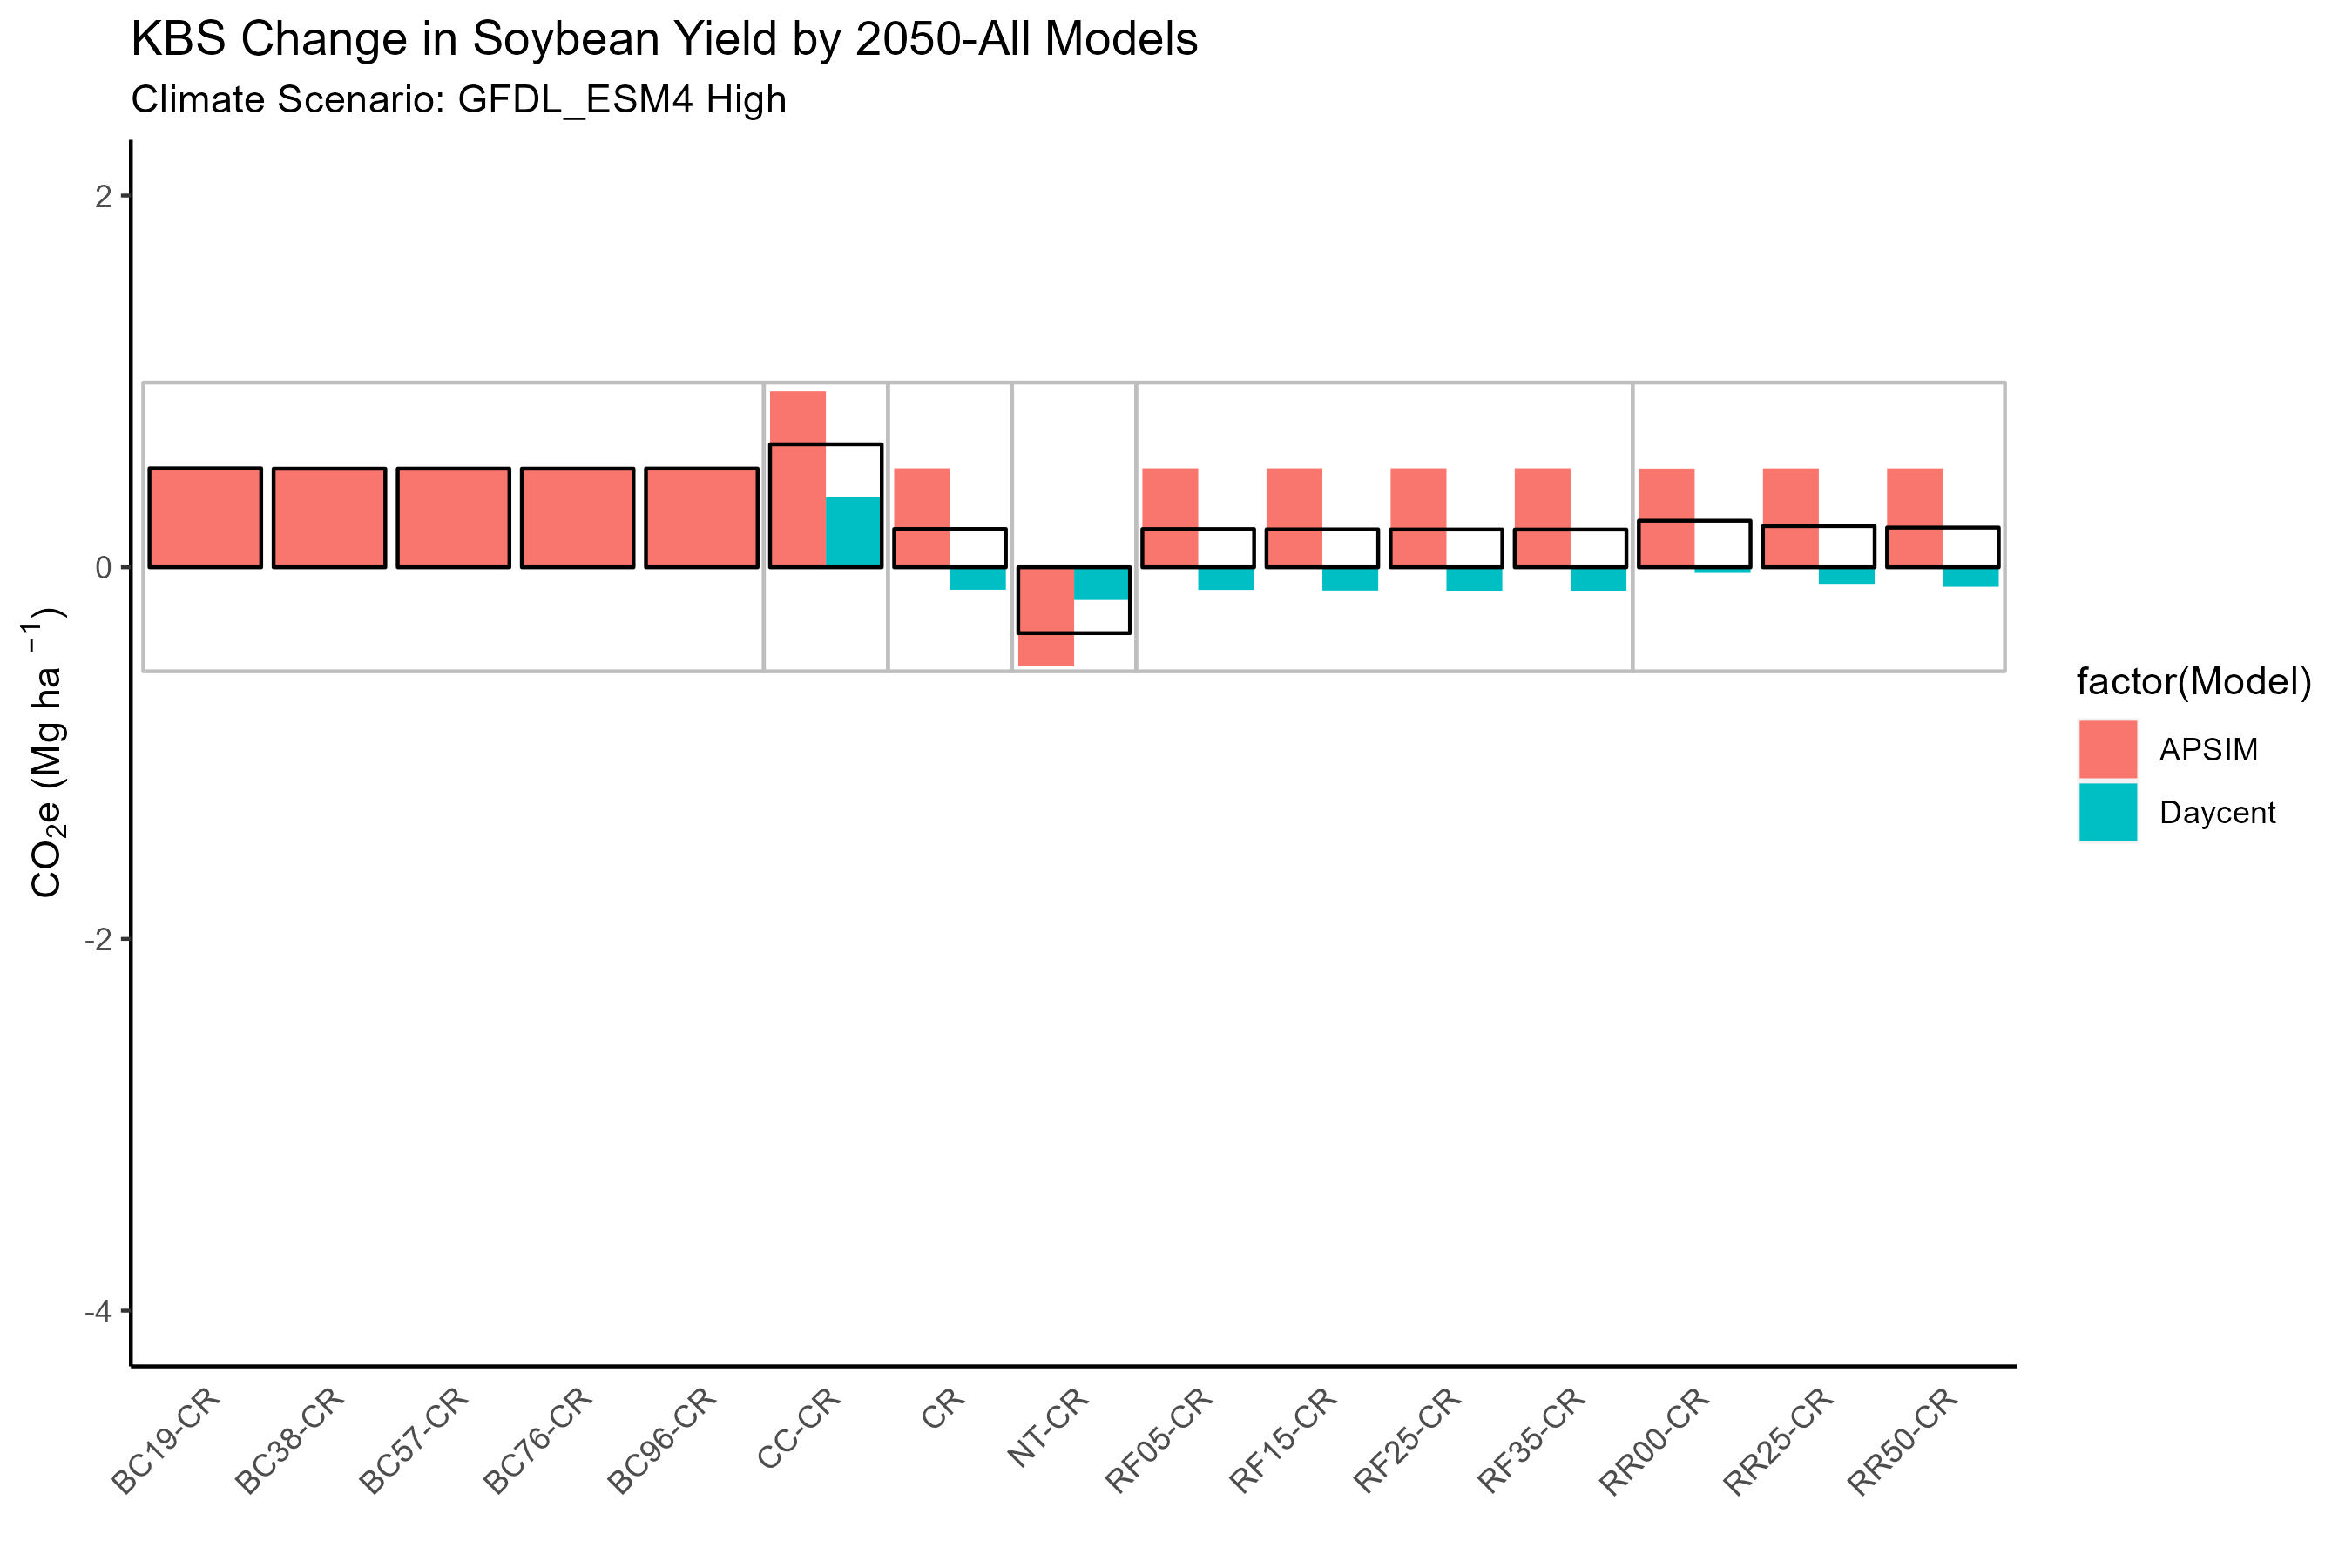 KBS Change in Soybean Yield by 2050-All Models
Climate Scenario: GFDL_ESM4 High
CO₂e (Mg ha ⁻¹)
2
0
-2
-4
BC19-CR
BC38-CR
BC57-CR
BC76-CR
BC96-CR
CC-CR
CR
NT-CR
RF05-CR
RF15-CR
RF25-CR
RF35-CR
RR00-CR
RR25-CR
RR50-CR
factor(Model)
APSIM
Daycent